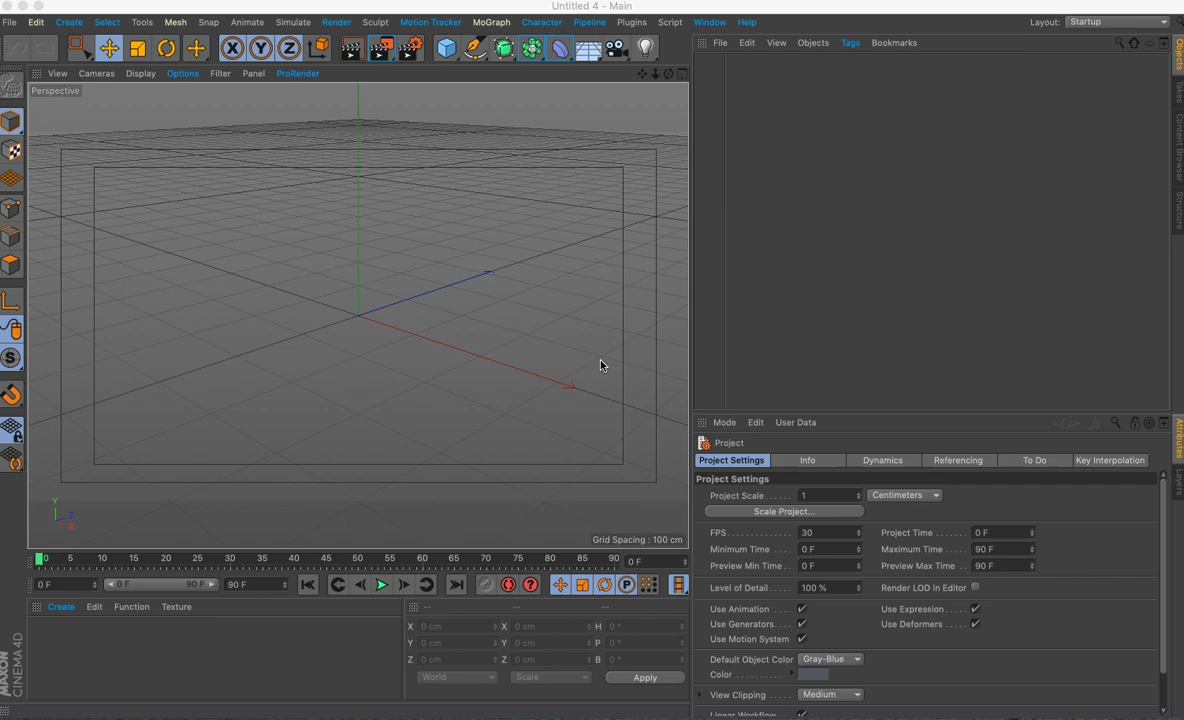 Untitled 4 - Main
File Edit Create Select Tools Mesh Snap Animate Simulate Render Sculpt Motion Tracker MoGraph Character Pipeline Plugins Script Window Help Layout: Startup
X Y Z
File Edit View Objects Tags Bookmarks
View Cameras Display Options Filter Panel ProRender
Perspective
Objects
Takes
Content Browser
Structure
S
Y
Z
X
Grid Spacing : 100 cm
Mode Edit User Data
Project
Project Settings Info Dynamics Referencing To Do Key Interpolation
Project Settings
Project Scale...... 1 Centimeters
Scale Project...
FPS............ 30 Project Time...... 0 F
Minimum Time.... 0 F Maximum Time.... 90 F
Preview Min Time.. 0 F Preview Max Time.. 90 F
Level of Detail..... 100 % Render LOD in Editor
Use Animation.... Use Expression....
Use Generators.... Use Deformers....
Use Motion System
Default Object Color Gray-Blue
Color..........
View Clipping..... Medium
Linear Workflow
Attributes
Layers
0 5 10 15 20 25 30 35 40 45 50 55 60 65 70 75 80 85 90 0 F
0 F 0 F 90 F 90 F
P
Create Edit Function Texture
-- -- --
X 0 cm X 0 cm H 0 °
Y 0 cm Y 0 cm P 0 °
Z 0 cm Z 0 cm B 0 °
World Scale Apply
MAXON
CINEMA 4D